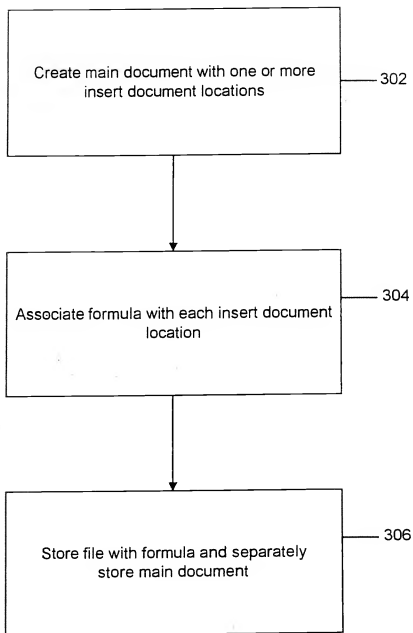 Create main document with one or more
insert document locations
302
Associate formula with each insert document
location
304
Store file with formula and separately
store main document
306